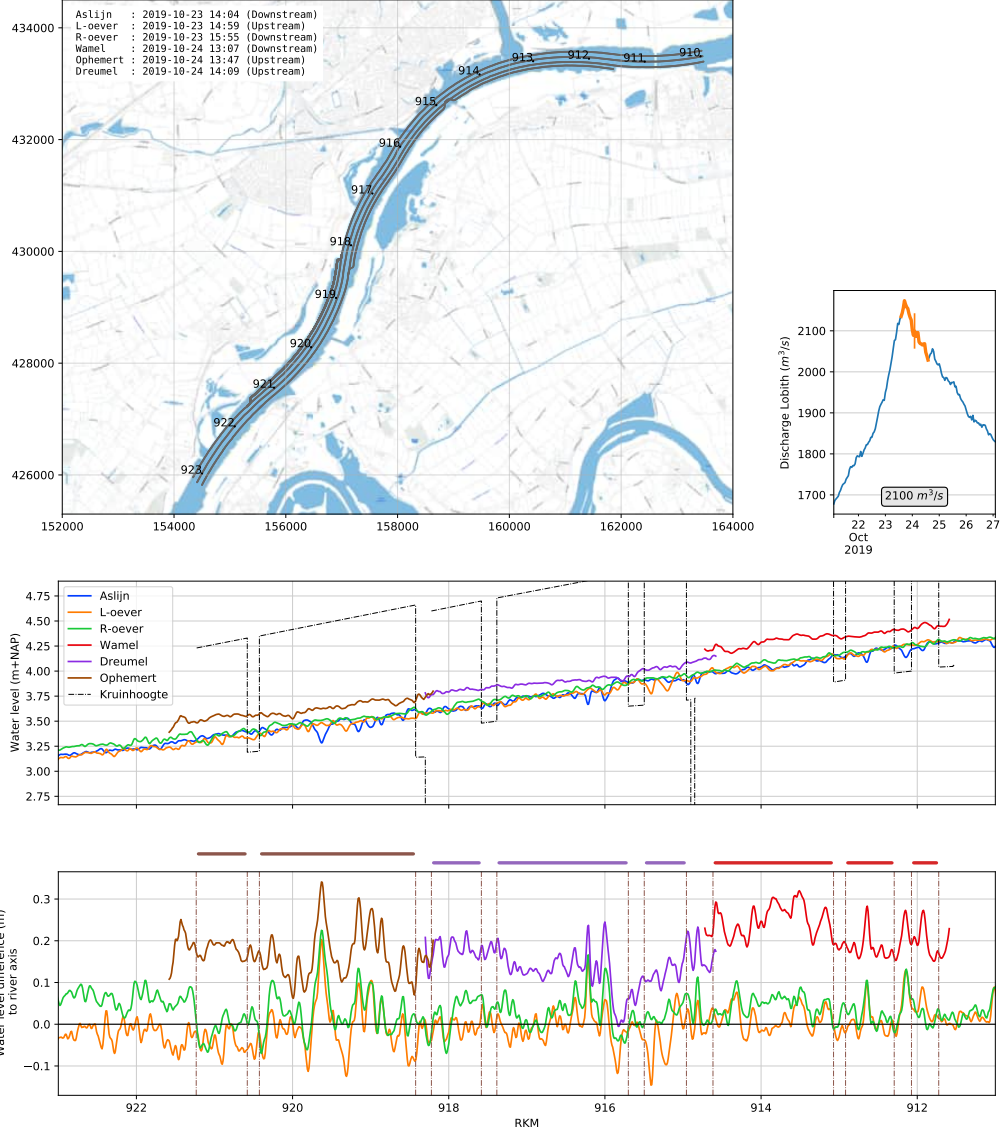 Aslijn : 2019-10-23 14:04 (Downstream)
L-oever : 2019-10-23 14:59 (Upstream)
R-oever : 2019-10-23 15:55 (Downstream)
Wamel : 2019-10-24 13:07 (Downstream)
Ophemert : 2019-10-24 13:47 (Upstream)
Dreumel : 2019-10-24 14:09 (Upstream)
434000
432000
430000
428000
426000
910
911
912
913
914
915
916
917
918
919
920
921
922
923
152000 154000 156000 158000 160000 162000 164000
Discharge Lobith (m³/s)
2100
2000
1900
1800
1700
2100 m³/s
22 23 24 25 26 27
Oct
2019
Water level (m+NAP)
4.75
4.50
4.25
4.00
3.75
3.50
3.25
3.00
2.75
Aslijn
L-oever
R-oever
Wamel
Dreumel
Ophemert
Kruinhoogte
Water level difference (m)
to river axis
0.3
0.2
0.1
0.0
−0.1
922 920 918 916 914 912
RKM